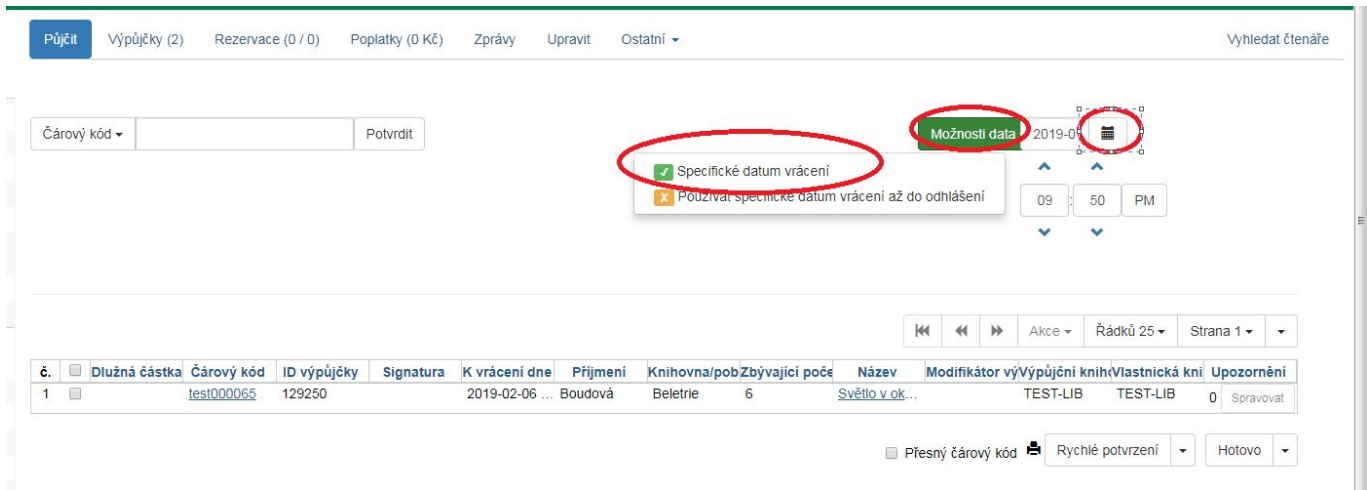 Půjčit Výpůjčky (2) Rezervace (0 / 0) Poplatky (0 Kč) Zprávy Upravit Ostatní Vyhledat čtenáře
Čárový kód Potvrdit Možnosti data 2019-0
Specifické datum vrácení
Používat specifické datum vrácení až do odhlášení
09 : 50 PM
Akce Řádků 25 Strana 1
č. Dlužná částka Čárový kód ID výpůjčky Signatura K vrácení dne Příjmení Knihovna/pob Zbývající poče Název Modifikátor vý Výpůjční kniho Vlastnická kni Upozornění
1 test000065 129250 2019-02-06 ... Boudová Beletrie 6 Světlo v ok... TEST-LIB TEST-LIB 0 Spravovat
Přesný čárový kód Rychlé potvrzení Hotovo